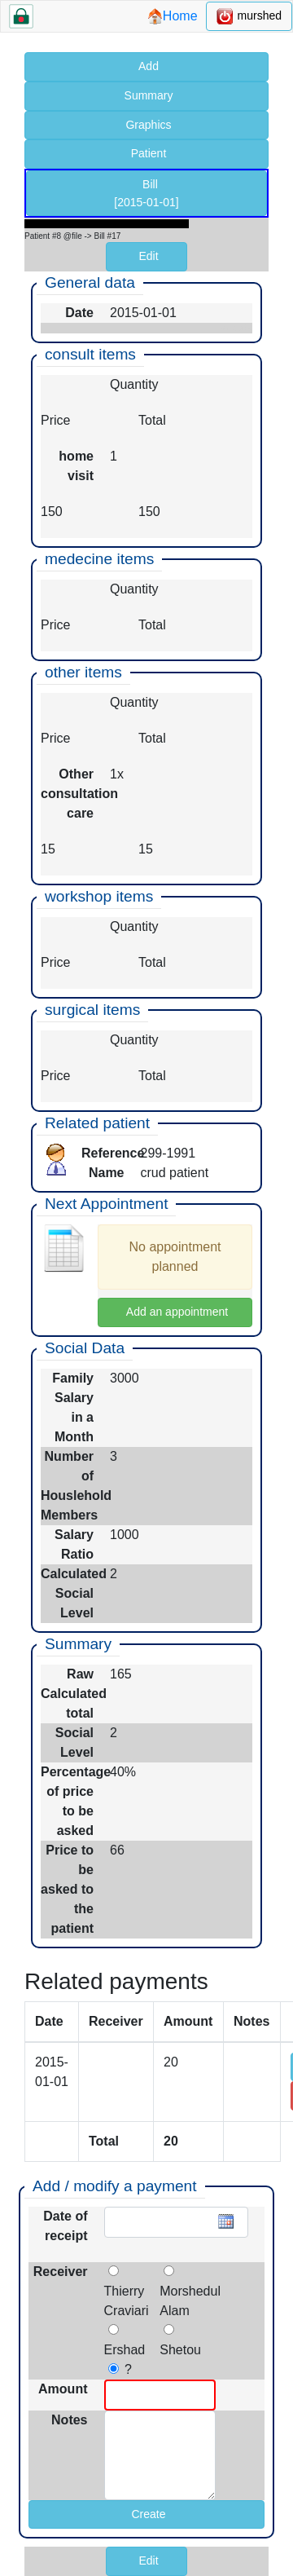 Home murshed
Add
Summary
Graphics
Patient
Bill
[2015-01-01]
Patient #8 @file -> Bill #17
Edit
General data
Date 2015-01-01
consult items
Quantity
Price Total
home 1
visit
150 150
medecine items
Quantity
Price Total
other items
Quantity
Price Total
Other 1x
consultation
care
15 15
workshop items
Quantity
Price Total
surgical items
Quantity
Price Total
Related patient
Reference 299-1991
Name crud patient
Next Appointment
No appointment
planned
Add an appointment
Social Data
Family 3000
Salary
in a
Month
Number 3
of
Houslehold
Members
Salary 1000
Ratio
Calculated 2
Social
Level
Summary
Raw 165
Calculated
total
Social 2
Level
Percentage 40%
of price
to be
asked
Price to 66
be
asked to
the
patient
Related payments
Date Receiver Amount Notes
2015- 20
01-01
Total 20
Add / modify a payment
Date of
receipt
Receiver
Thierry Morshedul
Craviari Alam
Ershad Shetou
?
Amount
Notes
Create
Edit